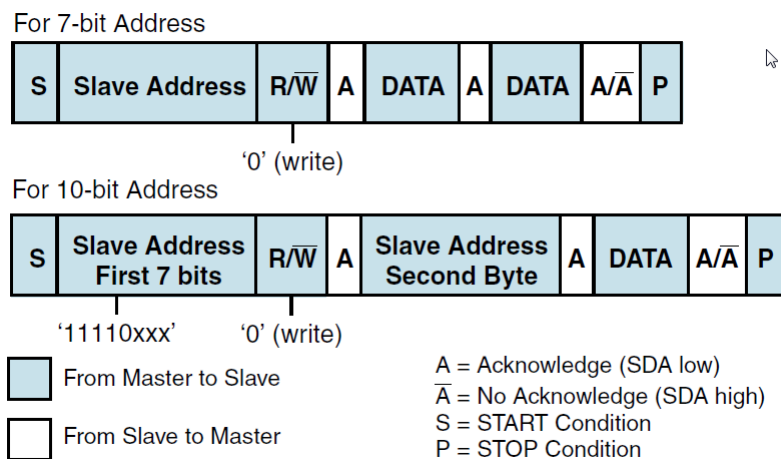 For 7-bit Address
S Slave Address R/W̅ A DATA A DATA A/A̅ P
‘0’ (write)
For 10-bit Address
S Slave Address First 7 bits R/W̅ A Slave Address Second Byte A DATA A/A̅ P
‘11110xxx’ ‘0’ (write)
From Master to Slave
From Slave to Master
A = Acknowledge (SDA low)
A̅ = No Acknowledge (SDA high)
S = START Condition
P = STOP Condition